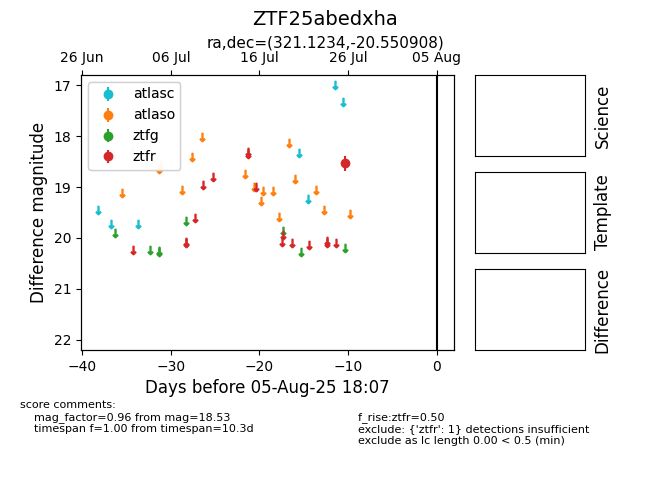 ZTF25abedxha
ra,dec=(321.1234,-20.550908)
26 Jun 06 Jul 16 Jul 26 Jul 05 Aug
17
18
19
20
21
22
Difference magnitude
atlasc
atlaso
ztfg
ztfr
−40 −30 −20 −10 0
Days before 05-Aug-25 18:07
Science
Template
Difference
score comments:
mag_factor=0.96 from mag=18.53
timespan f=1.00 from timespan=10.3d
f_rise:ztfr=0.50
exclude: {'ztfr': 1} detections insufficient
exclude as lc length 0.00 < 0.5 (min)